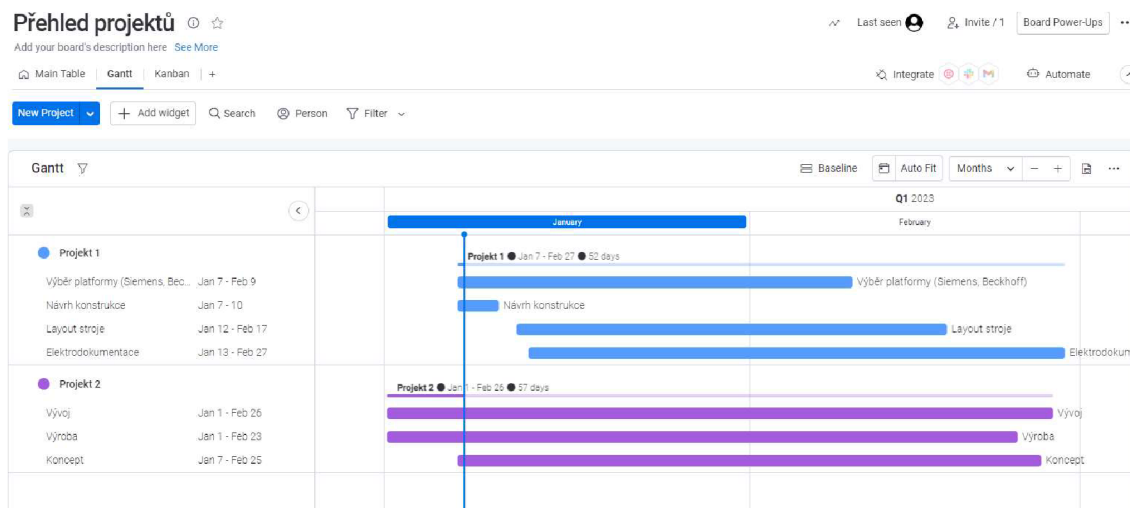 Přehled projektů
Last seen
Invite / 1
Board Power-Ups
Add your board's description here See More
Main Table
Gantt
Kanban
+
Integrate
Automate
New Project
+ Add widget
Search
Person
Filter
Gantt
Baseline
Auto Fit
Months
− +
Q1 2023
January
February
Projekt 1
Projekt 1 ● Jan 7 - Feb 27 ● 52 days
Výběr platformy (Siemens, Bec... Jan 7 - Feb 9
Výběr platformy (Siemens, Beckhoff)
Návrh konstrukce Jan 7 - 10
Návrh konstrukce
Layout stroje Jan 12 - Feb 17
Layout stroje
Elektrodokumentace Jan 13 - Feb 27
Elektrodokum
Projekt 2
Projekt 2 ● Jan 1 - Feb 26 ● 57 days
Vývoj Jan 1 - Feb 26
Vývoj
Výroba Jan 1 - Feb 23
Výroba
Koncept Jan 7 - Feb 25
Koncept